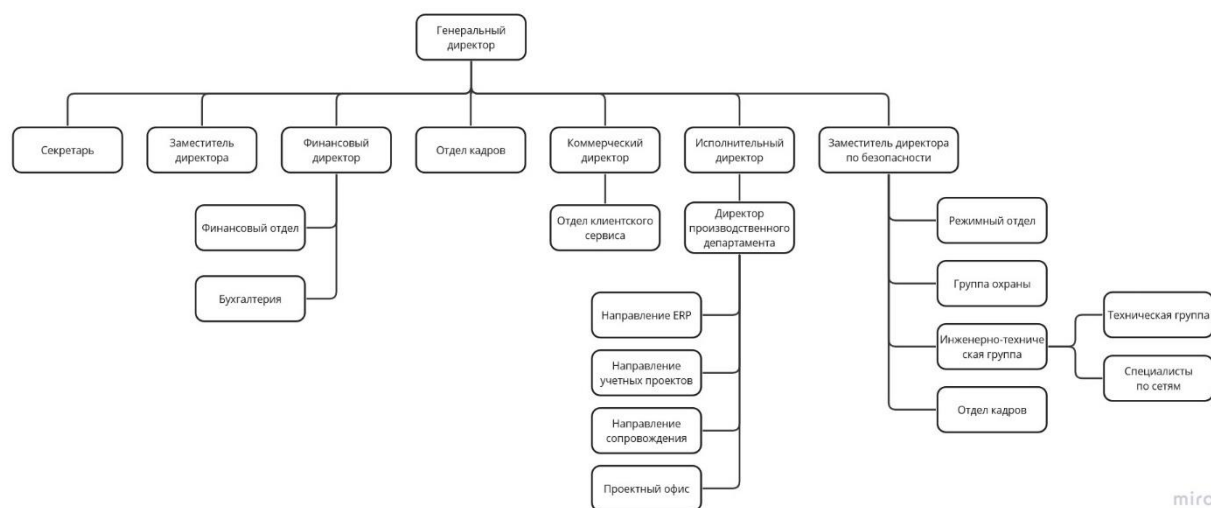 Генеральный
директор
Секретарь
Заместитель
директора
Финансовый
директор
Отдел кадров
Коммерческий
директор
Исполнительный
директор
Заместитель директора
по безопасности
Финансовый отдел
Бухгалтерия
Отдел клиентского
сервиса
Директор
производственного
департамента
Направление ERP
Направление
учетных проектов
Направление
сопровождения
Проектный офис
Режимный отдел
Группа охраны
Инженерно-техниче
ская группа
Отдел кадров
Техническая группа
Специалисты
по сетям
miro